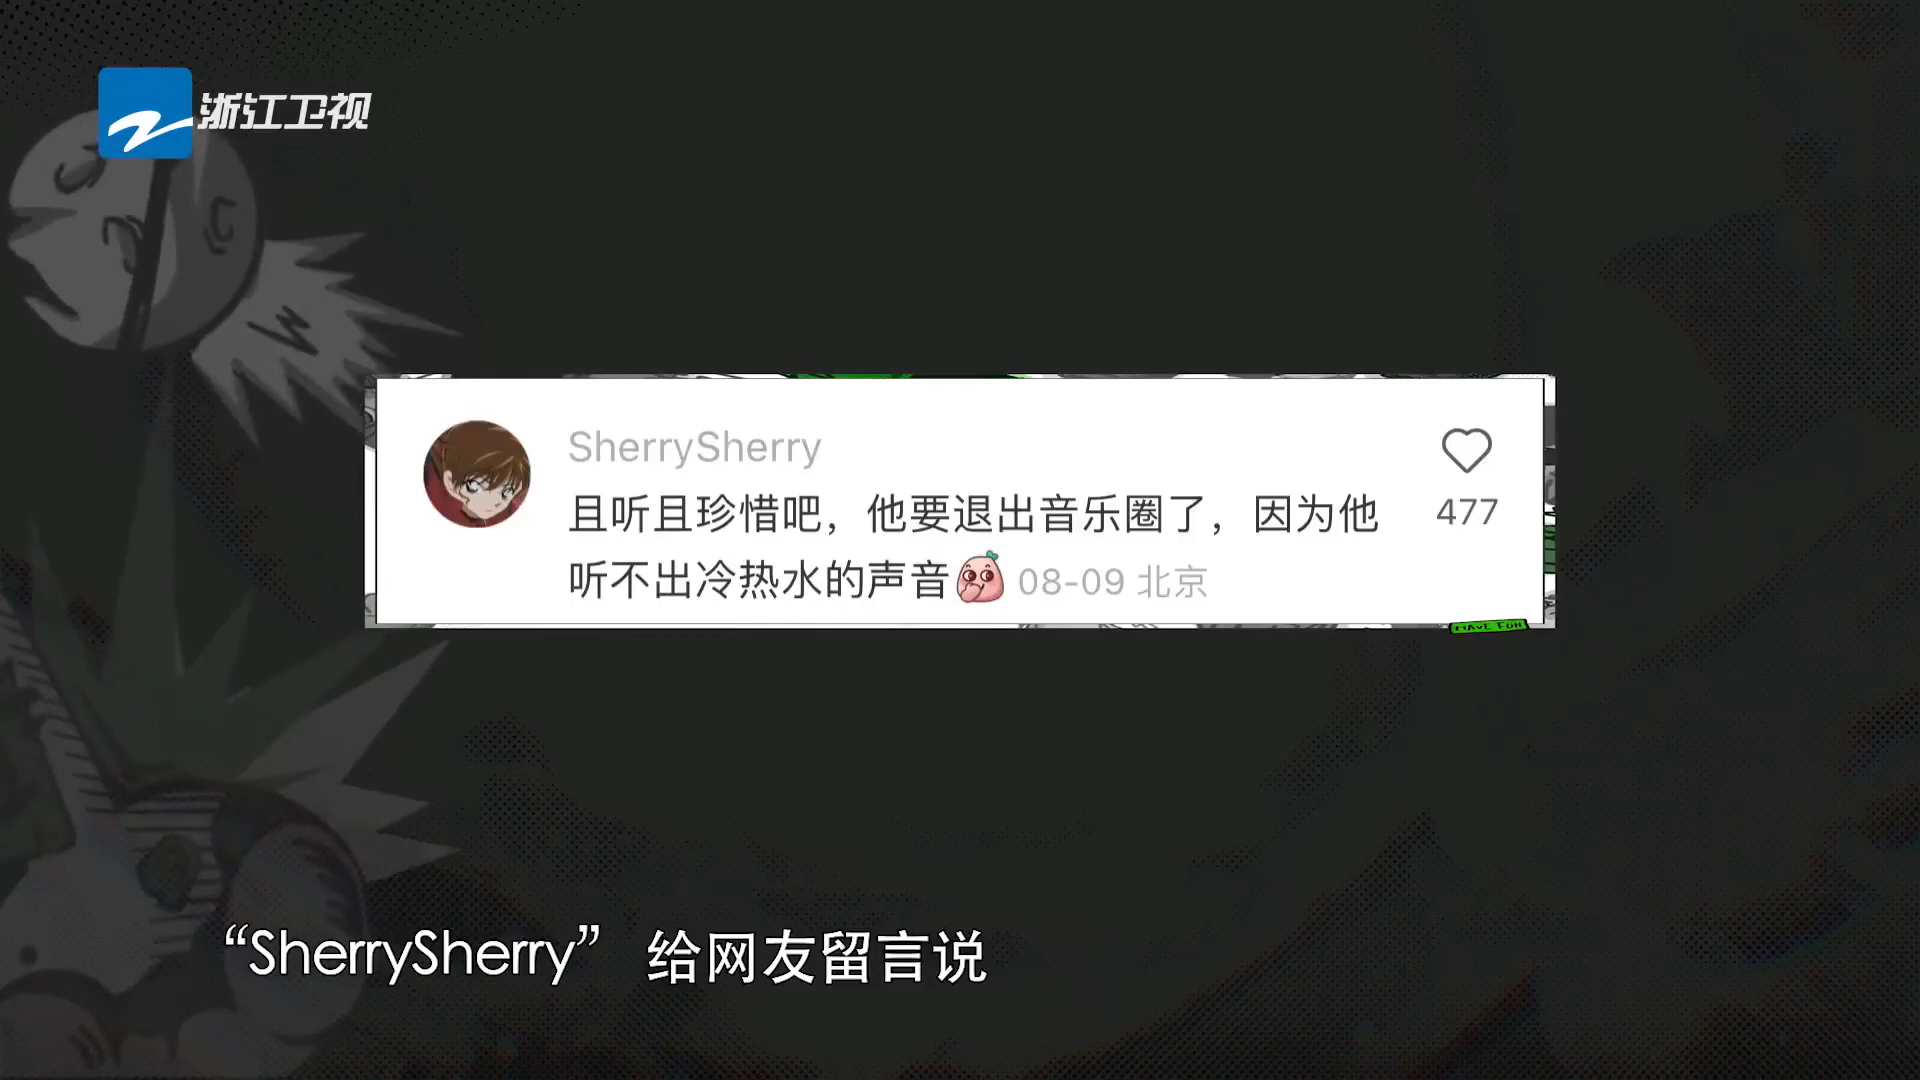 浙江卫视
SherrySherry
且听且珍惜吧，他要退出音乐圈了，因为他
477
听不出冷热水的声音 08-09 北京
HAVE FUN
“SherrySherry” 给网友留言说